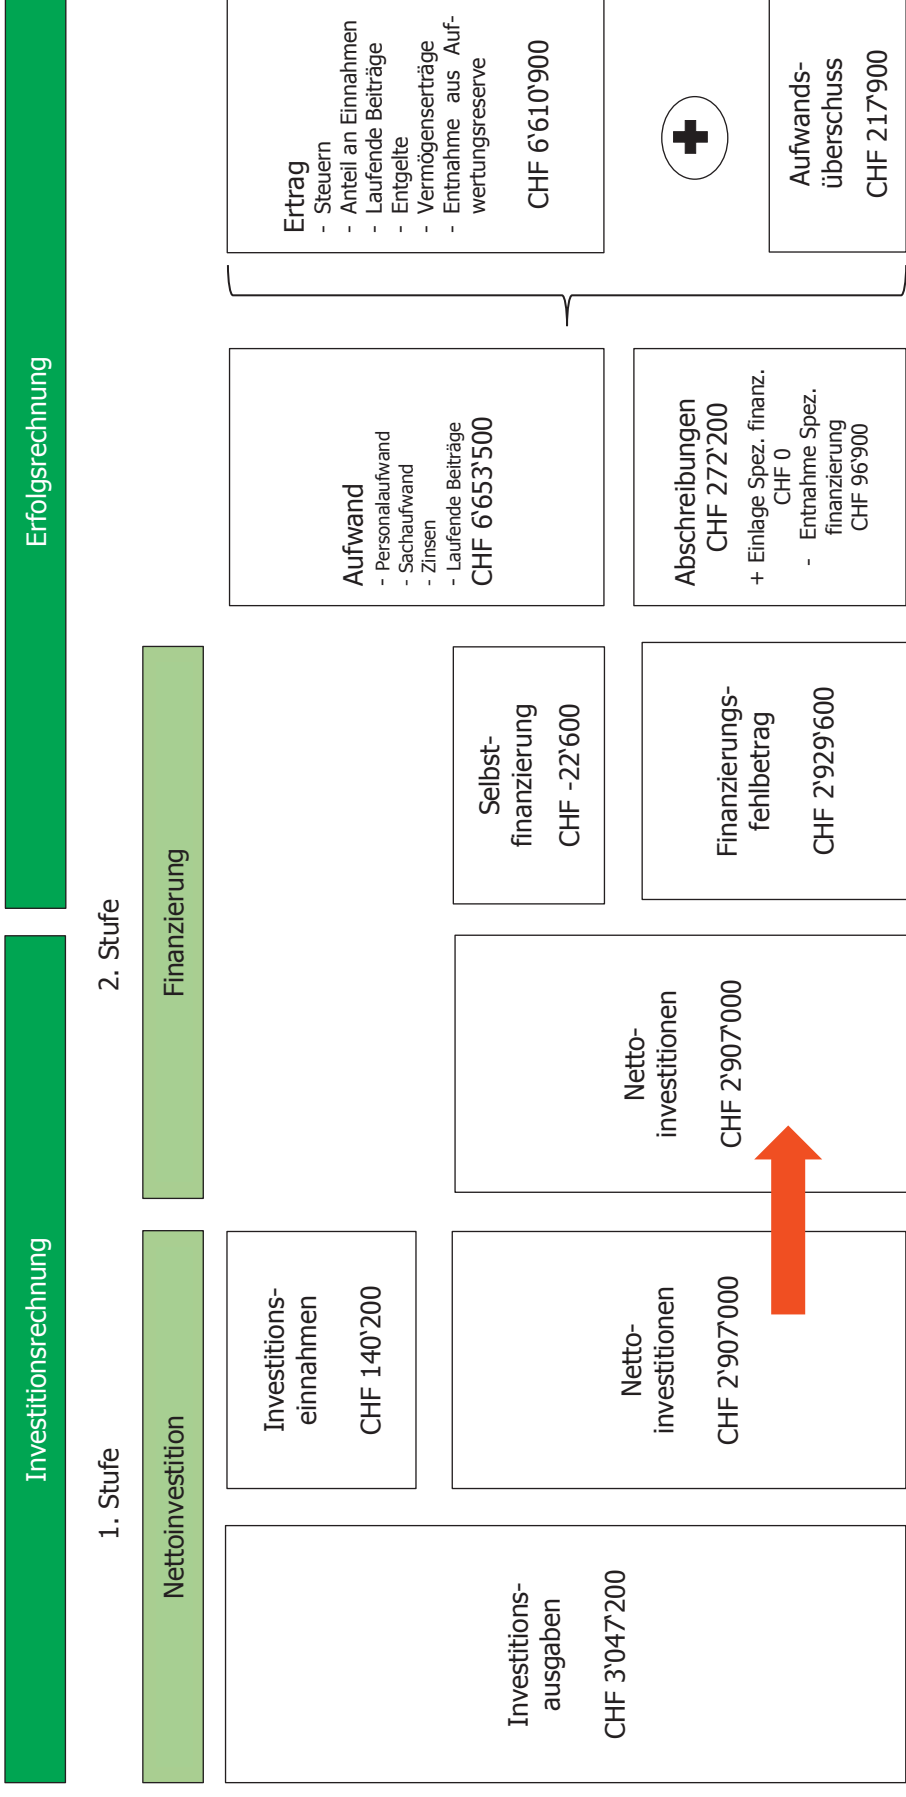 Investitionsrechnung
Erfolgsrechnung
1. Stufe
2. Stufe
Nettoinvestition
Finanzierung
Investitions-
ausgaben
CHF 3‘047‘200
Investitions-
einnahmen
CHF 140‘200
Netto-
investitionen
CHF 2‘907‘000
Netto-
investitionen
CHF 2‘907‘000
Selbst-
finanzierung
CHF -22‘600
Finanzierungs-
fehlbetrag
CHF 2‘929‘600
Aufwand
- Personalaufwand
- Sachaufwand
- Zinsen
- Laufende Beiträge
CHF 6‘653‘500
Abschreibungen
CHF 272‘200
+ Einlage Spez. finanz.
CHF 0
- Entnahme Spez.
finanzierung
CHF 96‘900
Ertrag
- Steuern
- Anteil an Einnahmen
- Laufende Beiträge
- Entgelte
- Vermögenserträge
- Entnahme aus Auf-
wertungsreserve
CHF 6‘610‘900
Aufwands-
überschuss
CHF 217‘900